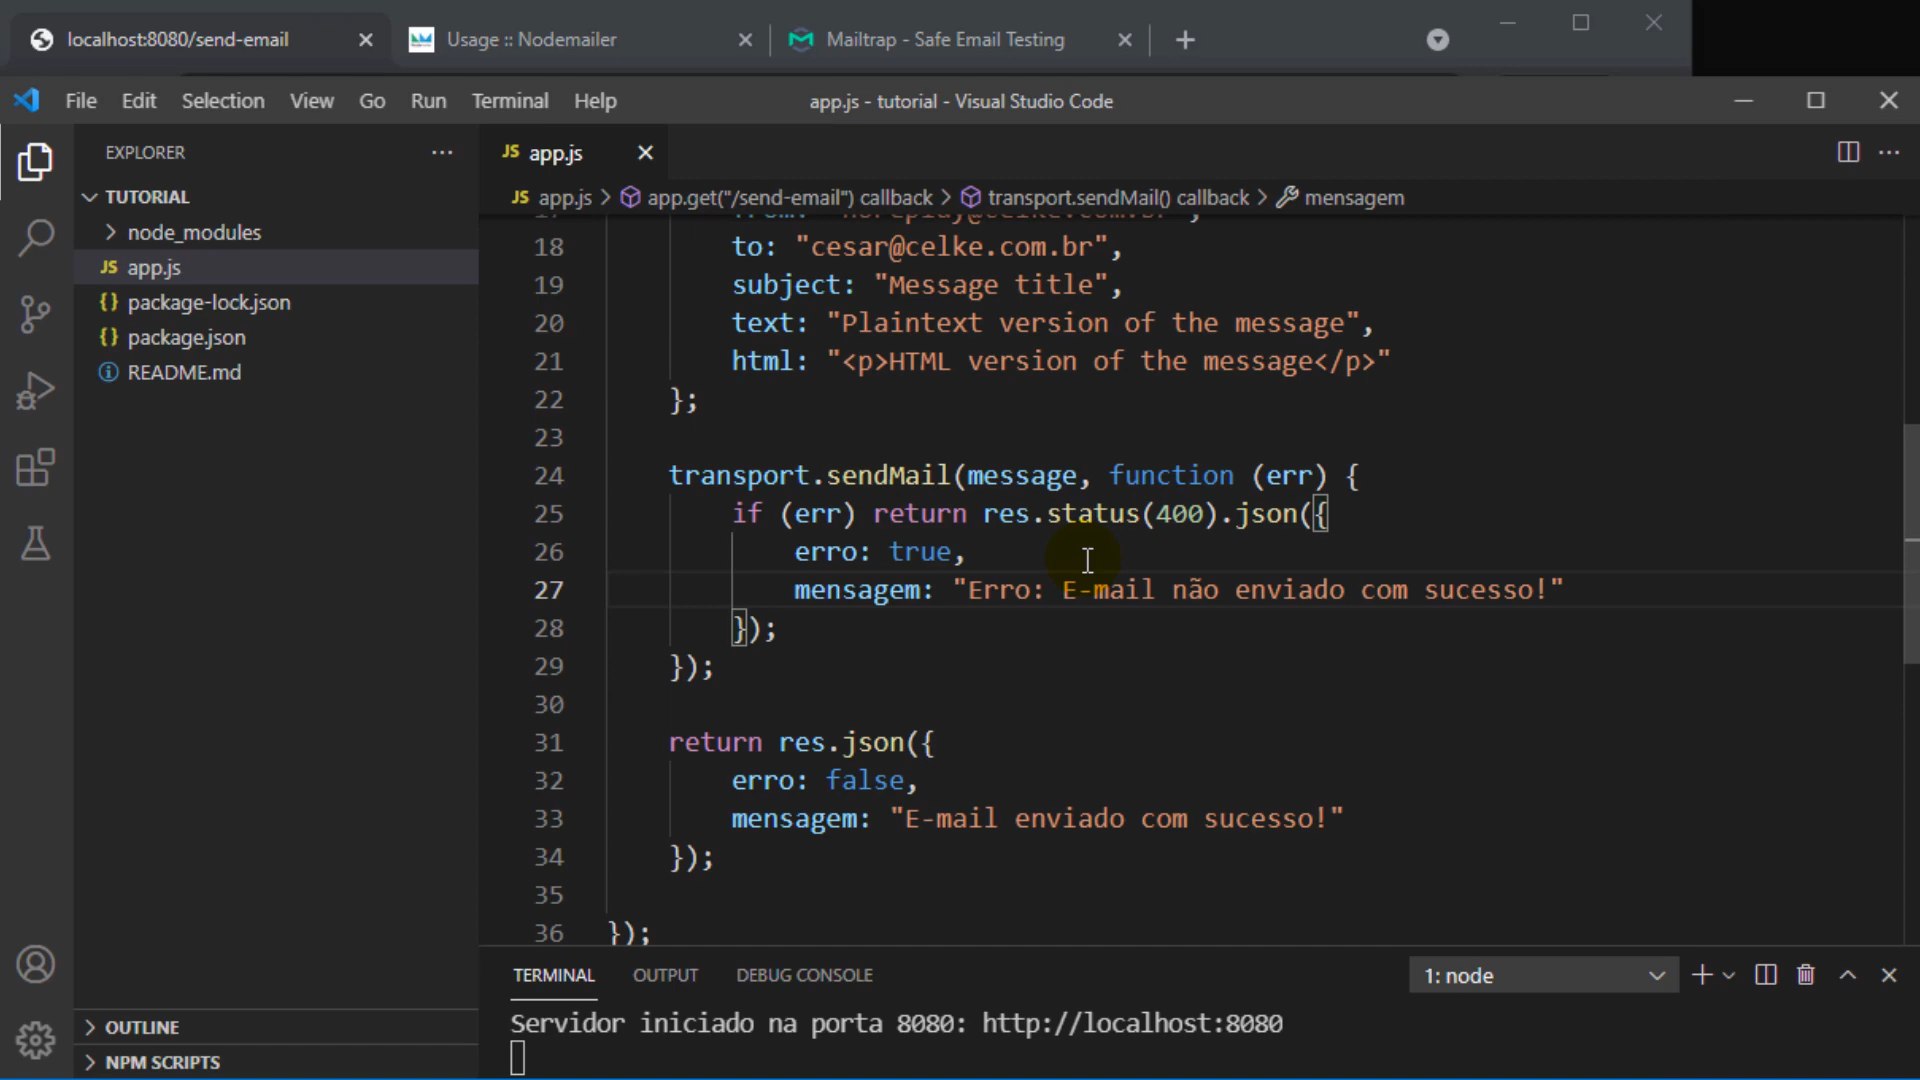 localhost:8080/send-email
Usage :: Nodemailer
Mailtrap - Safe Email Testing
File Edit Selection View Go Run Terminal Help
app.js - tutorial - Visual Studio Code
EXPLORER
JS app.js
TUTORIAL
JS app.js > app.get("/send-email") callback > transport.sendMail() callback > mensagem
node_modules
JS app.js
{} package-lock.json
{} package.json
README.md
18 to: "cesar@celke.com.br",
19 subject: "Message title",
20 text: "Plaintext version of the message",
21 html: "<p>HTML version of the message</p>"
22 };
23
24 transport.sendMail(message, function (err) {
25 if (err) return res.status(400).json({
26 erro: true,
27 mensagem: "Erro: E-mail não enviado com sucesso!"
28 });
29 });
30
31 return res.json({
32 erro: false,
33 mensagem: "E-mail enviado com sucesso!"
34 });
35
36 });
TERMINAL OUTPUT DEBUG CONSOLE
1: node
Servidor iniciado na porta 8080: http://localhost:8080
OUTLINE
NPM SCRIPTS